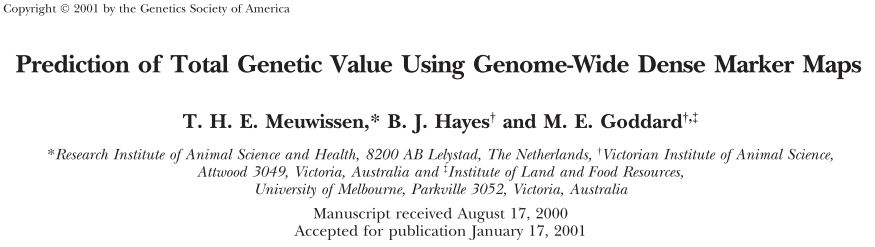 Copyright © 2001 by the Genetics Society of America
Prediction of Total Genetic Value Using Genome-Wide Dense Marker Maps
T. H. E. Meuwissen,* B. J. Hayes† and M. E. Goddard†,‡
*Research Institute of Animal Science and Health, 8200 AB Lelystad, The Netherlands, †Victorian Institute of Animal Science,
Attwood 3049, Victoria, Australia and ‡Institute of Land and Food Resources,
University of Melbourne, Parkville 3052, Victoria, Australia
Manuscript received August 17, 2000
Accepted for publication January 17, 2001